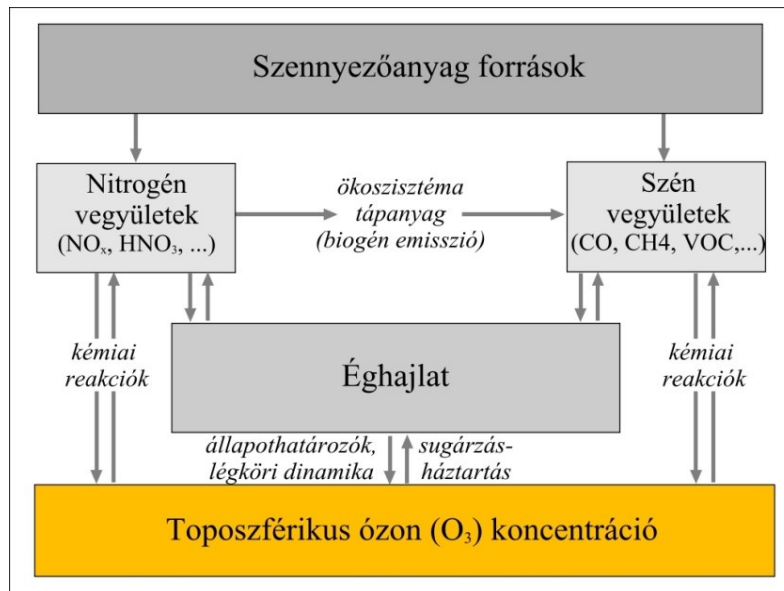 Szennyezőanyag források
Nitrogén
vegyületek
(NOₓ, HNO₃, ...)
ökoszisztéma
tápanyag
(biogén emisszió)
Szén
vegyületek
(CO, CH4, VOC,...)
kémiai
reakciók
Éghajlat
kémiai
reakciók
állapothatározók,
légköri dinamika
sugárzás-
háztartás
Toposzférikus ózon (O₃) koncentráció